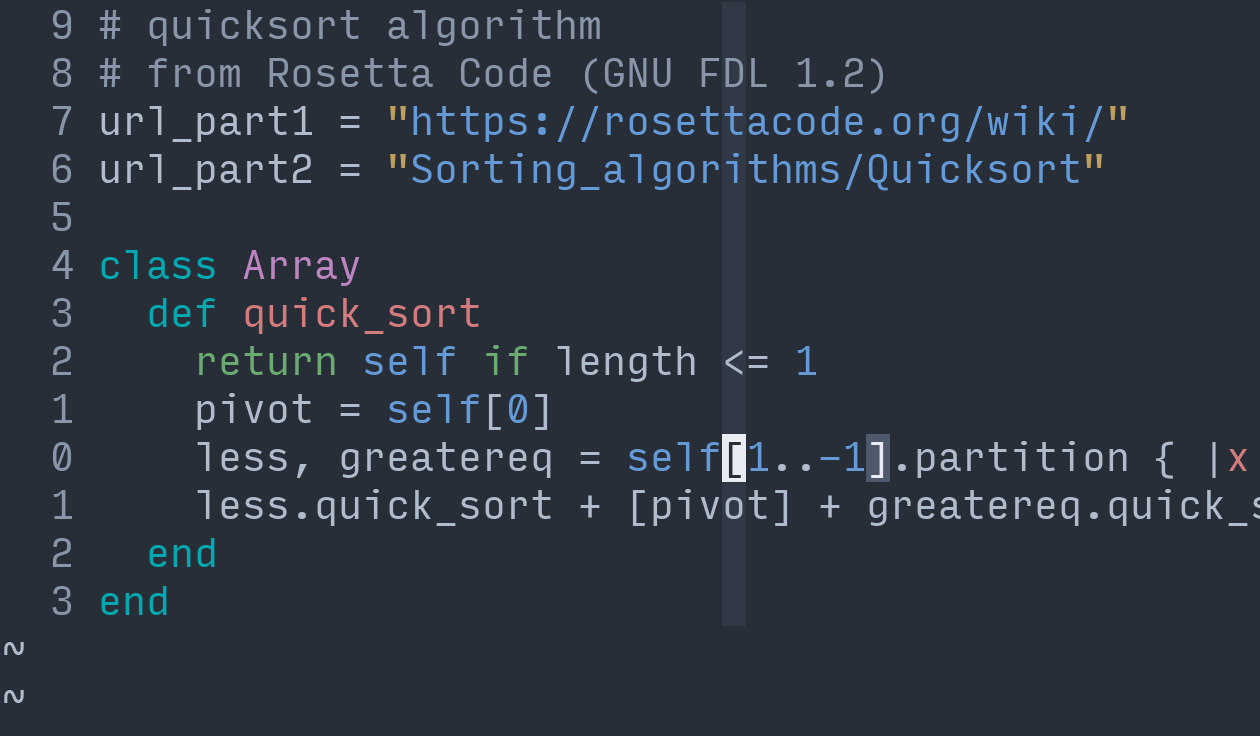 9 # quicksort algorithm
8 # from Rosetta Code (GNU FDL 1.2)
7 url_part1 = "https://rosettacode.org/wiki/"
6 url_part2 = "Sorting_algorithms/Quicksort"
5
4 class Array
3   def quick_sort
2     return self if length <= 1
1     pivot = self[0]
0     less, greatereq = self[1..-1].partition { |x
1     less.quick_sort + [pivot] + greatereq.quick_s
2   end
3 end
~
~